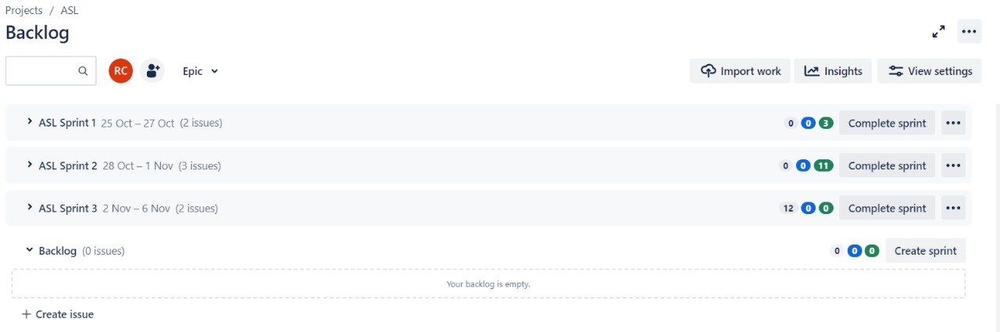 Projects / ASL
Backlog
RC Epic Import work Insights View settings
ASL Sprint 1 25 Oct – 27 Oct (2 issues) 0 0 3 Complete sprint
ASL Sprint 2 28 Oct – 1 Nov (3 issues) 0 0 11 Complete sprint
ASL Sprint 3 2 Nov – 6 Nov (2 issues) 12 0 0 Complete sprint
Backlog (0 issues) 0 0 0 Create sprint
Your backlog is empty.
+ Create issue